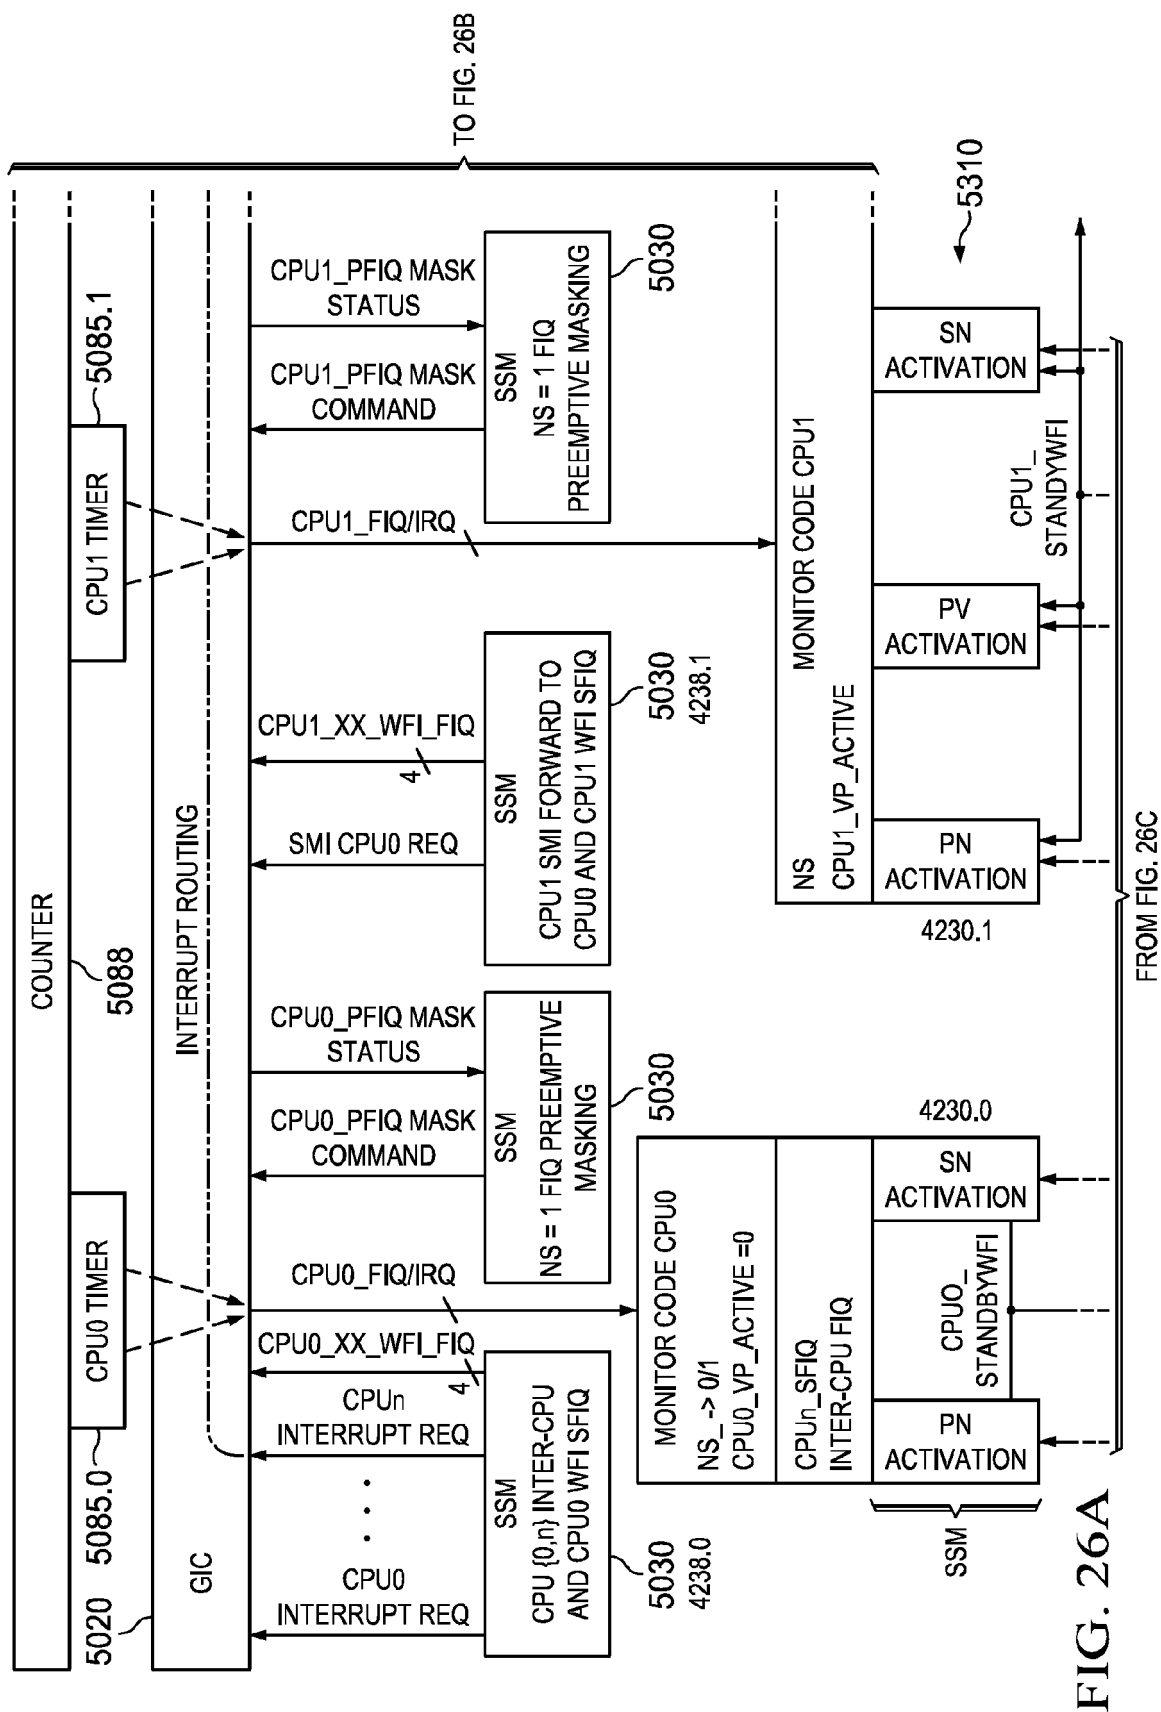 TO FIG. 26B
COUNTER
5088
CPU0 TIMER
5085.0
CPU1 TIMER
5085.1
5020
GIC
INTERRUPT ROUTING
CPU0
INTERRUPT REQ
CPUn
INTERRUPT REQ
CPU0_XX_WFI_FIQ
4
CPU0_FIQ/IRQ
CPU0_PFIQ MASK
COMMAND
CPU0_PFIQ MASK
STATUS
SMI CPU0 REQ
CPU1_XX_WFI_FIQ
4
CPU1_FIQ/IRQ
CPU1_PFIQ MASK
COMMAND
CPU1_PFIQ MASK
STATUS
SSM
CPU {0,n} INTER-CPU
AND CPU0 WFI SFIQ
5030
4238.0
SSM
NS = 1 FIQ PREEMPTIVE
MASKING
5030
SSM
CPU1 SMI FORWARD TO
CPU0 AND CPU1 WFI SFIQ
5030
4238.1
SSM
NS = 1 FIQ
PREEMPTIVE MASKING
5030
MONITOR CODE CPU0
NS_-> 0/1
CPU0_VP_ACTIVE =0
CPUn_SFIQ
INTER-CPU FIQ
MONITOR CODE CPU1
NS
CPU1_VP_ACTIVE
SSM
PN
ACTIVATION
CPU0_
STANDBYWFI
SN
ACTIVATION
4230.0
4230.1
PN
ACTIVATION
PV
ACTIVATION
CPU1_
STANDYWFI
SN
ACTIVATION
5310
FROM FIG. 26C
FIG. 26A